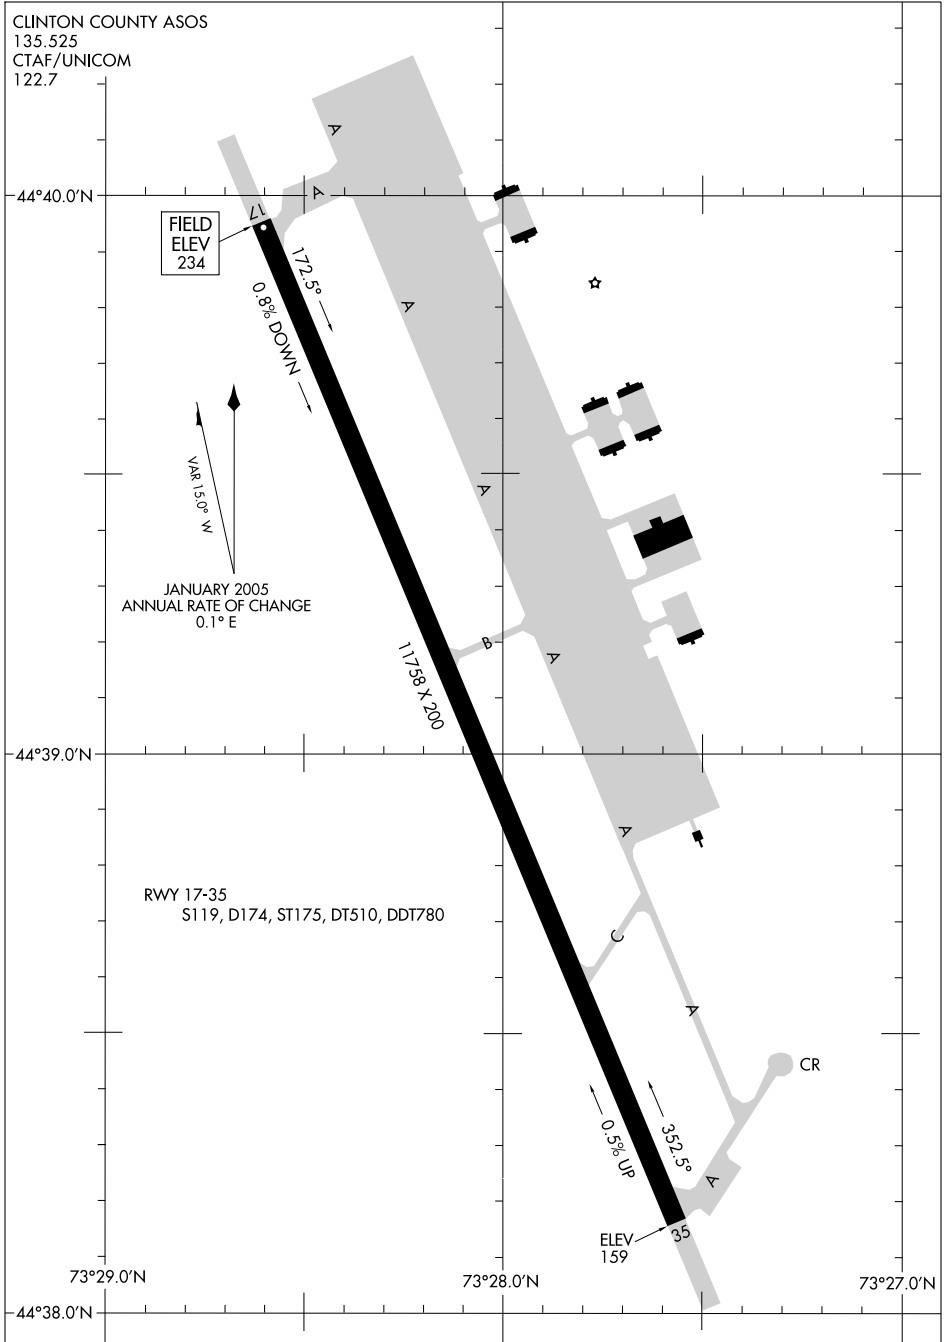 CLINTON COUNTY ASOS
135.525
CTAF/UNICOM
122.7
A
44°40.0'N
A
17
FIELD
ELEV
234
172.5°
0.8% DOWN
A
VAR 15.0° W
A
JANUARY 2005
ANNUAL RATE OF CHANGE
0.1° E
B
A
11758 X 200
44°39.0'N
A
RWY 17-35
S119, D174, ST175, DT510, DDT780
C
A
CR
0.5% UP
352.5°
A
35
ELEV
159
73°29.0'N
73°28.0'N
73°27.0'N
44°38.0'N